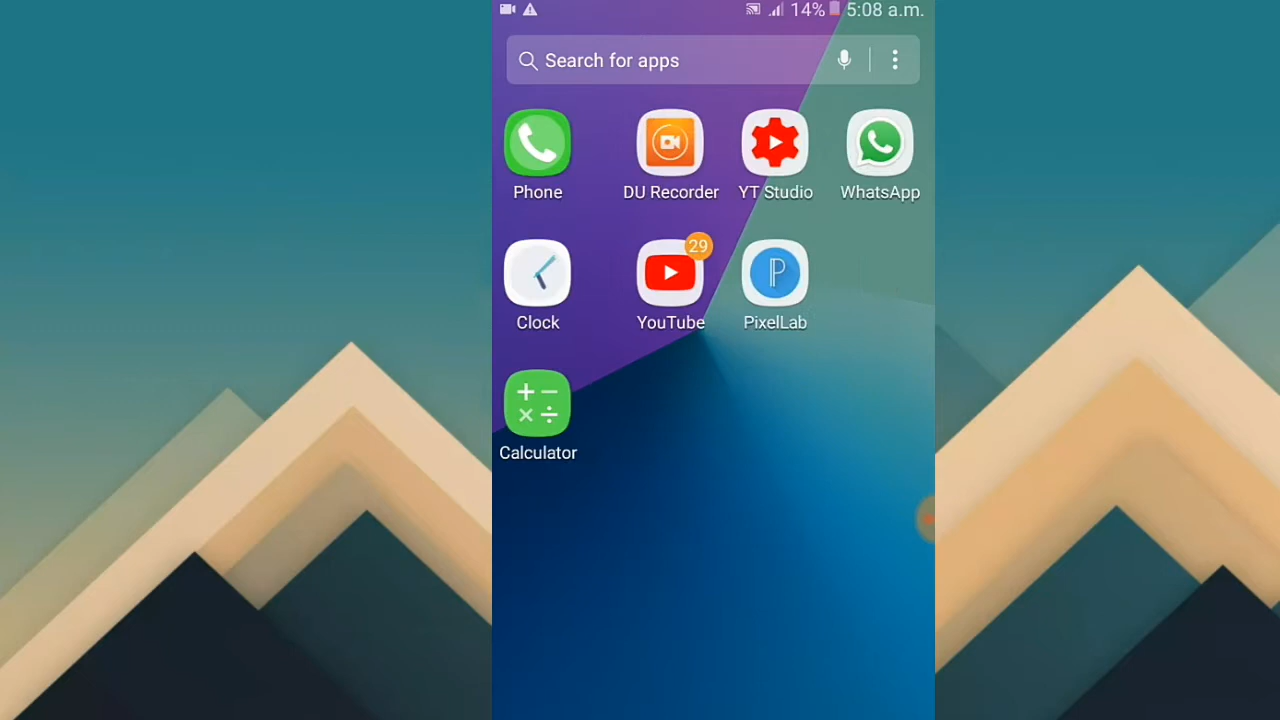 14% 5:08 a.m.
Search for apps
Phone DU Recorder YT Studio WhatsApp
29
Clock YouTube PixelLab
Calculator